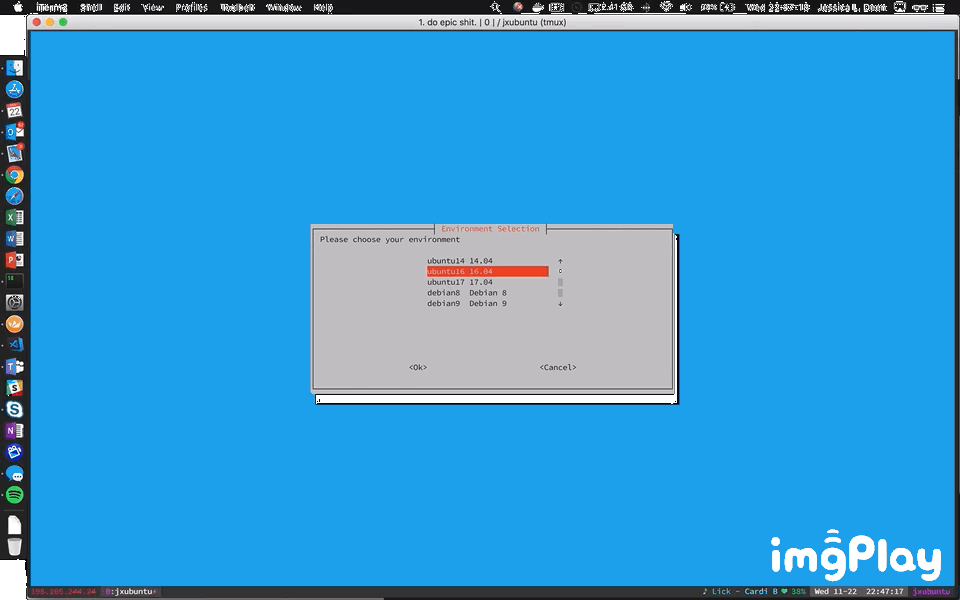 iTerm2 Shell Edit View Profiles Toolbelt Window Help
1. do epic shit. | 0 | / jxubuntu (tmux)
22
Environment Selection
Please choose your environment
ubuntu14 14.04
ubuntu16 16.04
ubuntu17 17.04
debian8 Debian 8
debian9 Debian 9
<Ok> <Cancel>
imgPlay
0:jxubuntu* ♪ Lick - Cardi B ♥ 38% Wed 11-22 22:47:17 jxubuntu